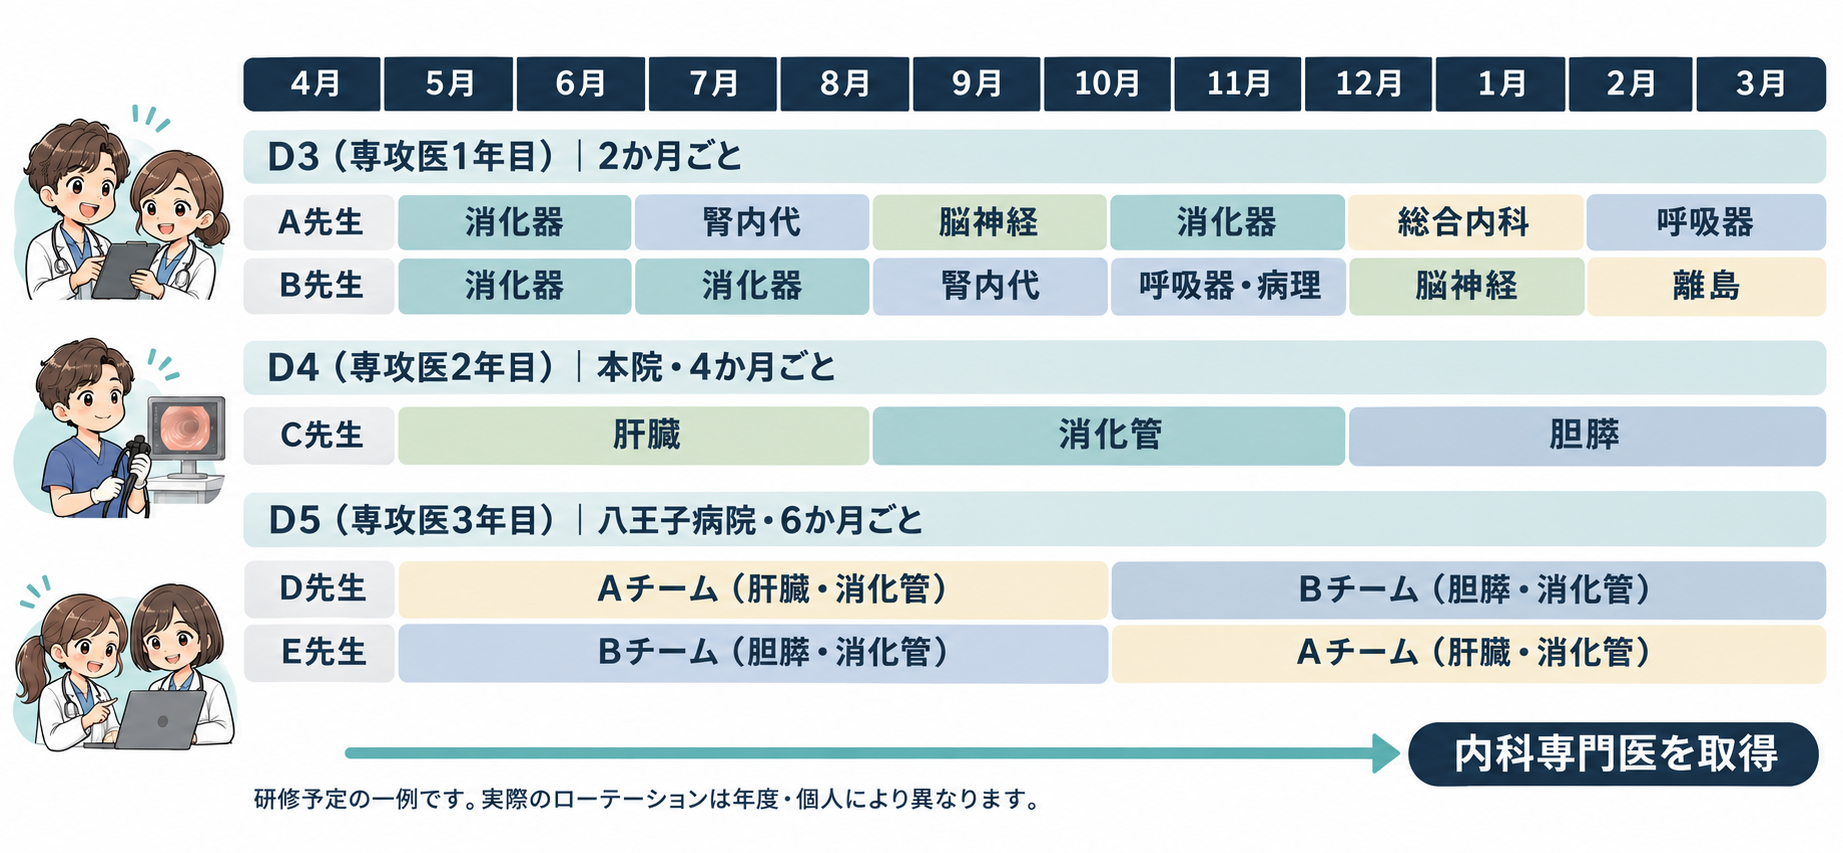 4月 5月 6月 7月 8月 9月 10月 11月 12月 1月 2月 3月
D3（専攻医1年目）｜2か月ごと
A先生 消化器 腎内代 脳神経 消化器 総合内科 呼吸器
B先生 消化器 消化器 腎内代 呼吸器・病理 脳神経 離島
D4（専攻医2年目）｜本院・4か月ごと
C先生 肝臓 消化管 胆膵
D5（専攻医3年目）｜八王子病院・6か月ごと
D先生 Aチーム（肝臓・消化管） Bチーム（胆膵・消化管）
E先生 Bチーム（胆膵・消化管） Aチーム（肝臓・消化管）
内科専門医を取得
研修予定の一例です。実際のローテーションは年度・個人により異なります。